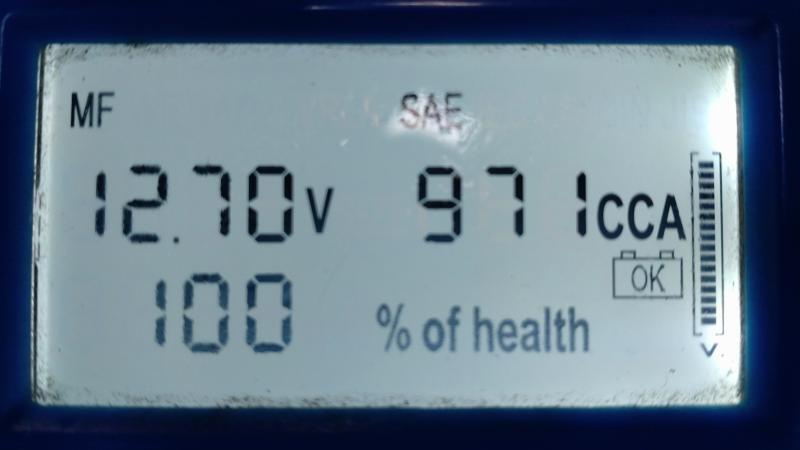 MF SAE
12.70V 971CCA
OK
100 % of health